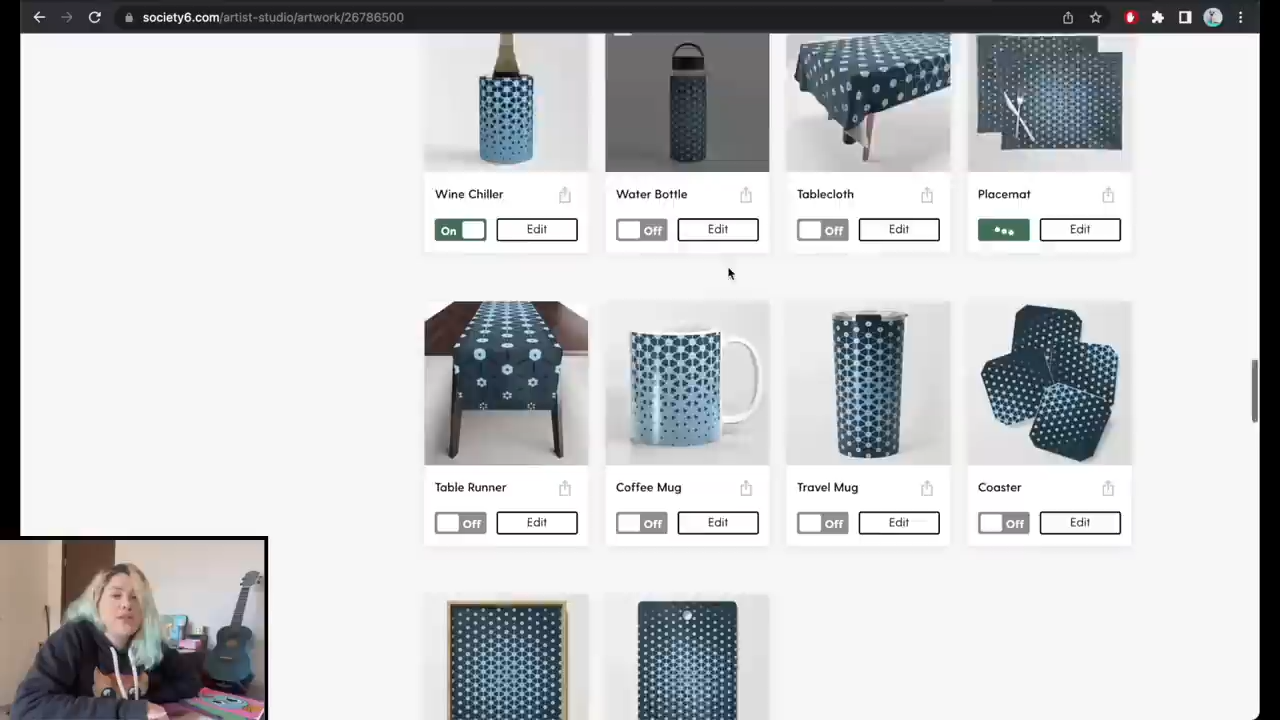 society6.com/artist-studio/artwork/26786500
Wine Chiller
Water Bottle
Tablecloth
Placemat
On
Edit
Off
Edit
Off
Edit
Edit
Table Runner
Coffee Mug
Travel Mug
Coaster
Off
Edit
Off
Edit
Off
Edit
Off
Edit